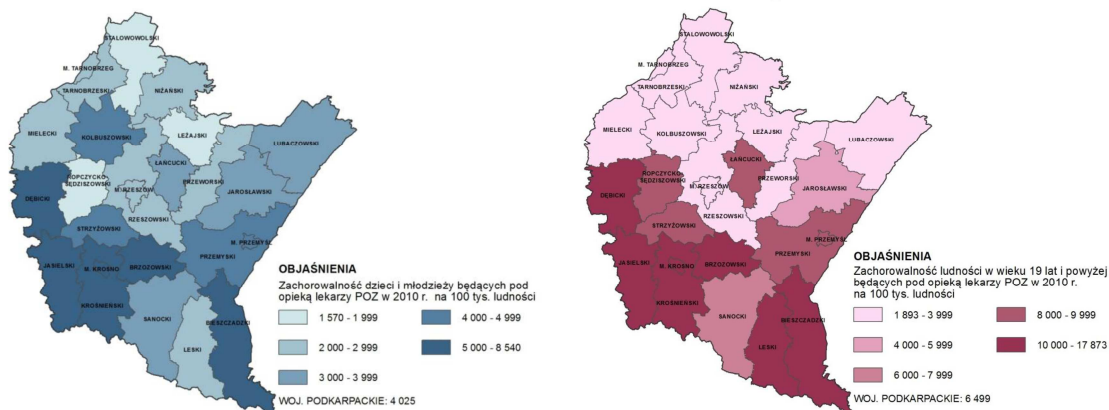 STALOWOWOLSKI
M. TARNOBRZEG
TARNOBRZESKI
NIŻAŃSKI
MIELECKI
KOLBUSZOWSKI
LEŻAJSKI
LUBACZOWSKI
ROPCZYCKO-
SĘDZISZOWSKI
ŁAŃCUCKI
M.RZESZÓW
PRZEWORSKI
JAROSŁAWSKI
DĘBICKI
RZESZOWSKI
STRZYŻOWSKI
M. PRZEMYŚL
PRZEMYSKI
JASIELSKI
M. KROSNO
BRZOZOWSKI
KROŚNIEŃSKI
SANOCKI
BIESZCZADZKI
LESKI
OBJAŚNIENIA
Zachorowalność dzieci i młodzieży będących pod
opieką lekarzy POZ w 2010 r. na 100 tys. ludności
1 570 - 1 999
4 000 - 4 999
2 000 - 2 999
5 000 - 8 540
3 000 - 3 999
WOJ. PODKARPACKIE: 4 025
STALOWOWOLSKI
M. TARNOBRZEG
TARNOBRZESKI
NIŻAŃSKI
MIELECKI
KOLBUSZOWSKI
LEŻAJSKI
LUBACZOWSKI
ROPCZYCKO-
SĘDZISZOWSKI
ŁAŃCUCKI
M.RZESZÓW
PRZEWORSKI
JAROSŁAWSKI
DĘBICKI
RZESZOWSKI
STRZYŻOWSKI
M. PRZEMYŚL
PRZEMYSKI
JASIELSKI
M. KROSNO
BRZOZOWSKI
KROŚNIEŃSKI
SANOCKI
BIESZCZADZKI
LESKI
OBJAŚNIENIA
Zachorowalność ludności w wieku 19 lat i powyżej
będących pod opieką lekarzy POZ w 2010 r.
na 100 tys. ludności
1 893 - 3 999
8 000 - 9 999
4 000 - 5 999
10 000 - 17 873
6 000 - 7 999
WOJ. PODKARPACKIE: 6 499